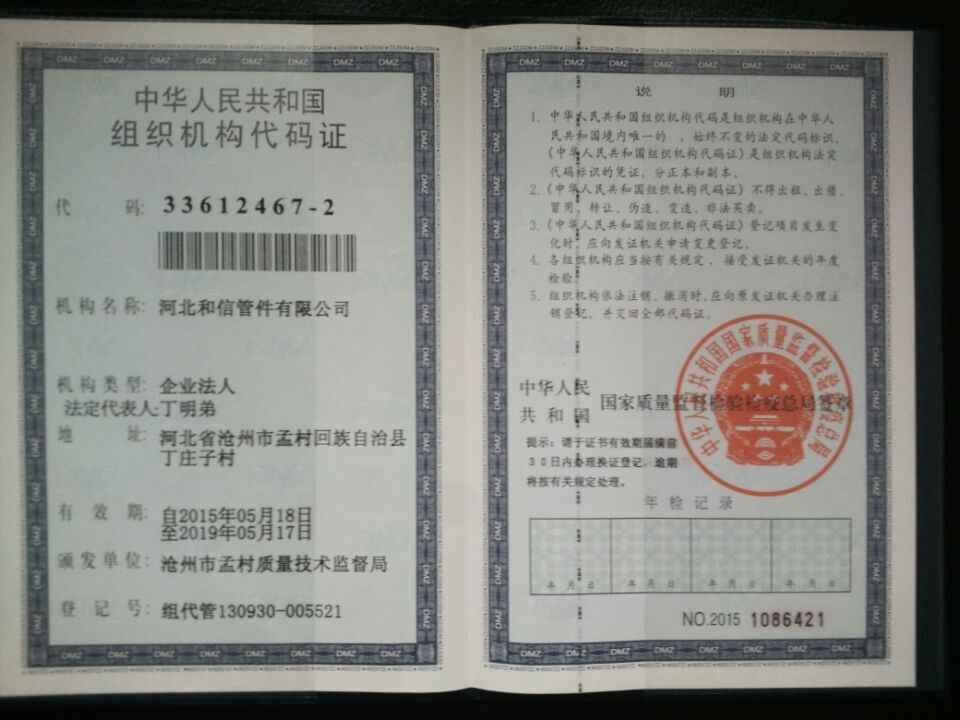 中华人民共和国
组织机构代码证
代 码: 33612467-2
机构名称: 河北和信管件有限公司
机构类型: 企业法人
法定代表人:丁明弟
地 址: 河北省沧州市孟村回族自治县
丁庄子村
有 效 期: 自2015年05月18日
至2019年05月17日
颁发单位: 沧州市孟村质量技术监督局
登 记 号: 组代管130930-005521
说 明
1. 中华人民共和国组织机构代码是组织机构在中华人
民共和国境内唯一的、始终不变的法定代码标识,
《中华人民共和国组织机构代码证》是组织机构法定
代码标识的凭证,分正本和副本。
2.《中华人民共和国组织机构代码证》不得出租、出借、
冒用、转让、伪造、变造、非法买卖。
3.《中华人民共和国组织机构代码证》登记项目发生变
化时,应向发证机关申请变更登记。
4. 各组织机构应当按有关规定,接受发证机关的年度
检验。
5. 组织机构依法注销、撤消时,应向原发证机关办理注
销登记,并交回全部代码证。
中华人民
共 和 国 国家质量监督检验检疫总局签章
中华人民共和国国家质量监督检验检疫总局
提示:请于证书有效期届满前
30日内办理换证登记,逾期
将按有关规定处理。
年检记录
年 月 日 年 月 日 年 月 日 年 月 日
NO.2015 1086421